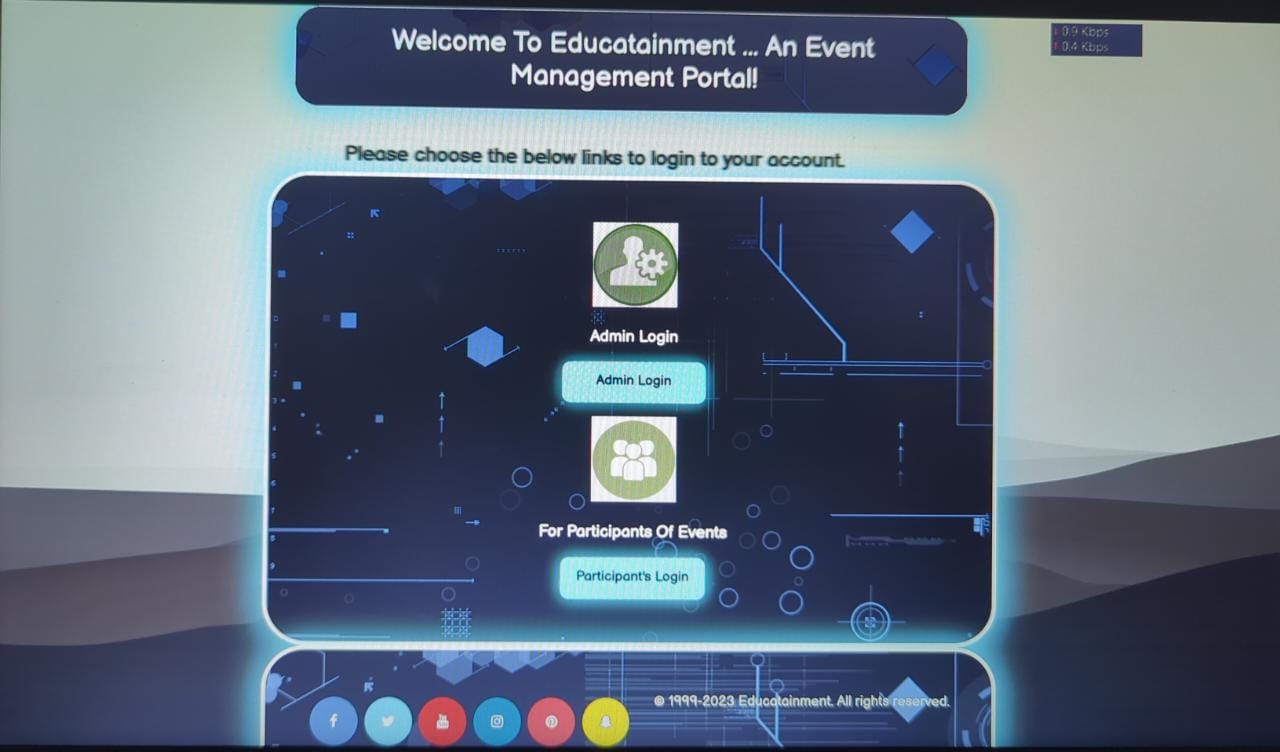 Welcome To Educatainment ... An Event
Management Portal!
0.9 Kbps
0.4 Kbps
Please choose the below links to login to your account.
Admin Login
Admin Login
For Participants Of Events
Participant's Login
© 1999-2023 Educatainment. All rights reserved.